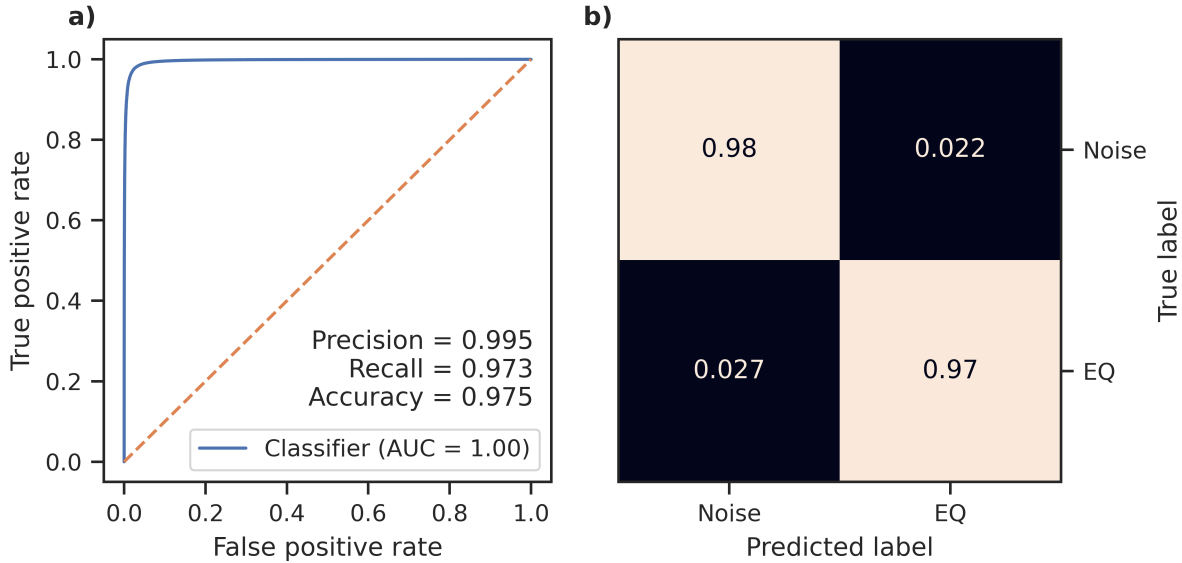 a)
1.0
0.8
0.6
0.4
0.2
0.0
True positive rate
Precision = 0.995
Recall = 0.973
Accuracy = 0.975
Classifier (AUC = 1.00)
0.0 0.2 0.4 0.6 0.8 1.0
False positive rate
b)
0.98 0.022
0.027 0.97
Noise
EQ
True label
Noise EQ
Predicted label